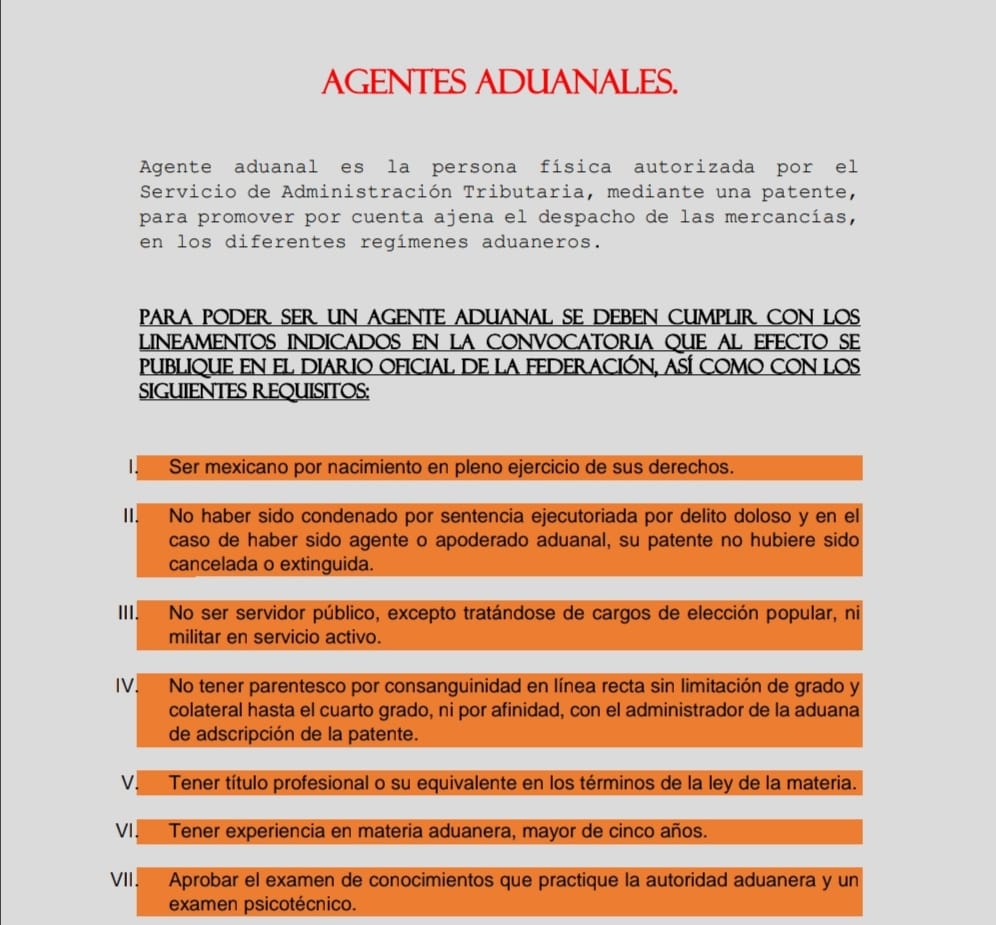 AGENTES ADUANALES.
Agente aduanal es la persona física autorizada por el
Servicio de Administración Tributaria, mediante una patente,
para promover por cuenta ajena el despacho de las mercancías,
en los diferentes regímenes aduaneros.
PARA PODER SER UN AGENTE ADUANAL SE DEBEN CUMPLIR CON LOS
LINEAMENTOS INDICADOS EN LA CONVOCATORIA QUE AL EFECTO SE
PUBLIQUE EN EL DIARIO OFICIAL DE LA FEDERACIÓN, ASÍ COMO CON LOS
SIGUIENTES REQUISITOS:
I. Ser mexicano por nacimiento en pleno ejercicio de sus derechos.
II. No haber sido condenado por sentencia ejecutoriada por delito doloso y en el
caso de haber sido agente o apoderado aduanal, su patente no hubiere sido
cancelada o extinguida.
III. No ser servidor público, excepto tratándose de cargos de elección popular, ni
militar en servicio activo.
IV. No tener parentesco por consanguinidad en línea recta sin limitación de grado y
colateral hasta el cuarto grado, ni por afinidad, con el administrador de la aduana
de adscripción de la patente.
V. Tener título profesional o su equivalente en los términos de la ley de la materia.
VI. Tener experiencia en materia aduanera, mayor de cinco años.
VII. Aprobar el examen de conocimientos que practique la autoridad aduanera y un
examen psicotécnico.